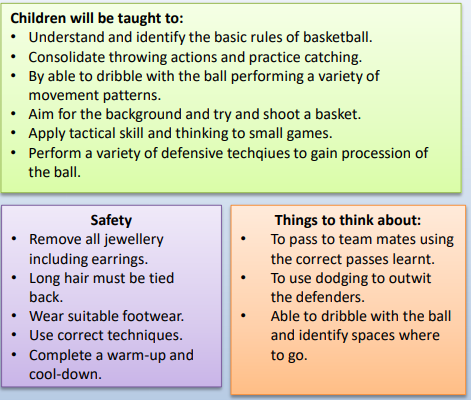 Children will be taught to:
• Understand and identify the basic rules of basketball.
• Consolidate throwing actions and practice catching.
• By able to dribble with the ball performing a variety of
movement patterns.
• Aim for the background and try and shoot a basket.
• Apply tactical skill and thinking to small games.
• Perform a variety of defensive techqiues to gain procession of
the ball.
Safety
• Remove all jewellery
including earrings.
• Long hair must be tied
back.
• Wear suitable footwear.
• Use correct techniques.
• Complete a warm-up and
cool-down.
Things to think about:
• To pass to team mates using
the correct passes learnt.
• To use dodging to outwit
the defenders.
• Able to dribble with the ball
and identify spaces where
to go.